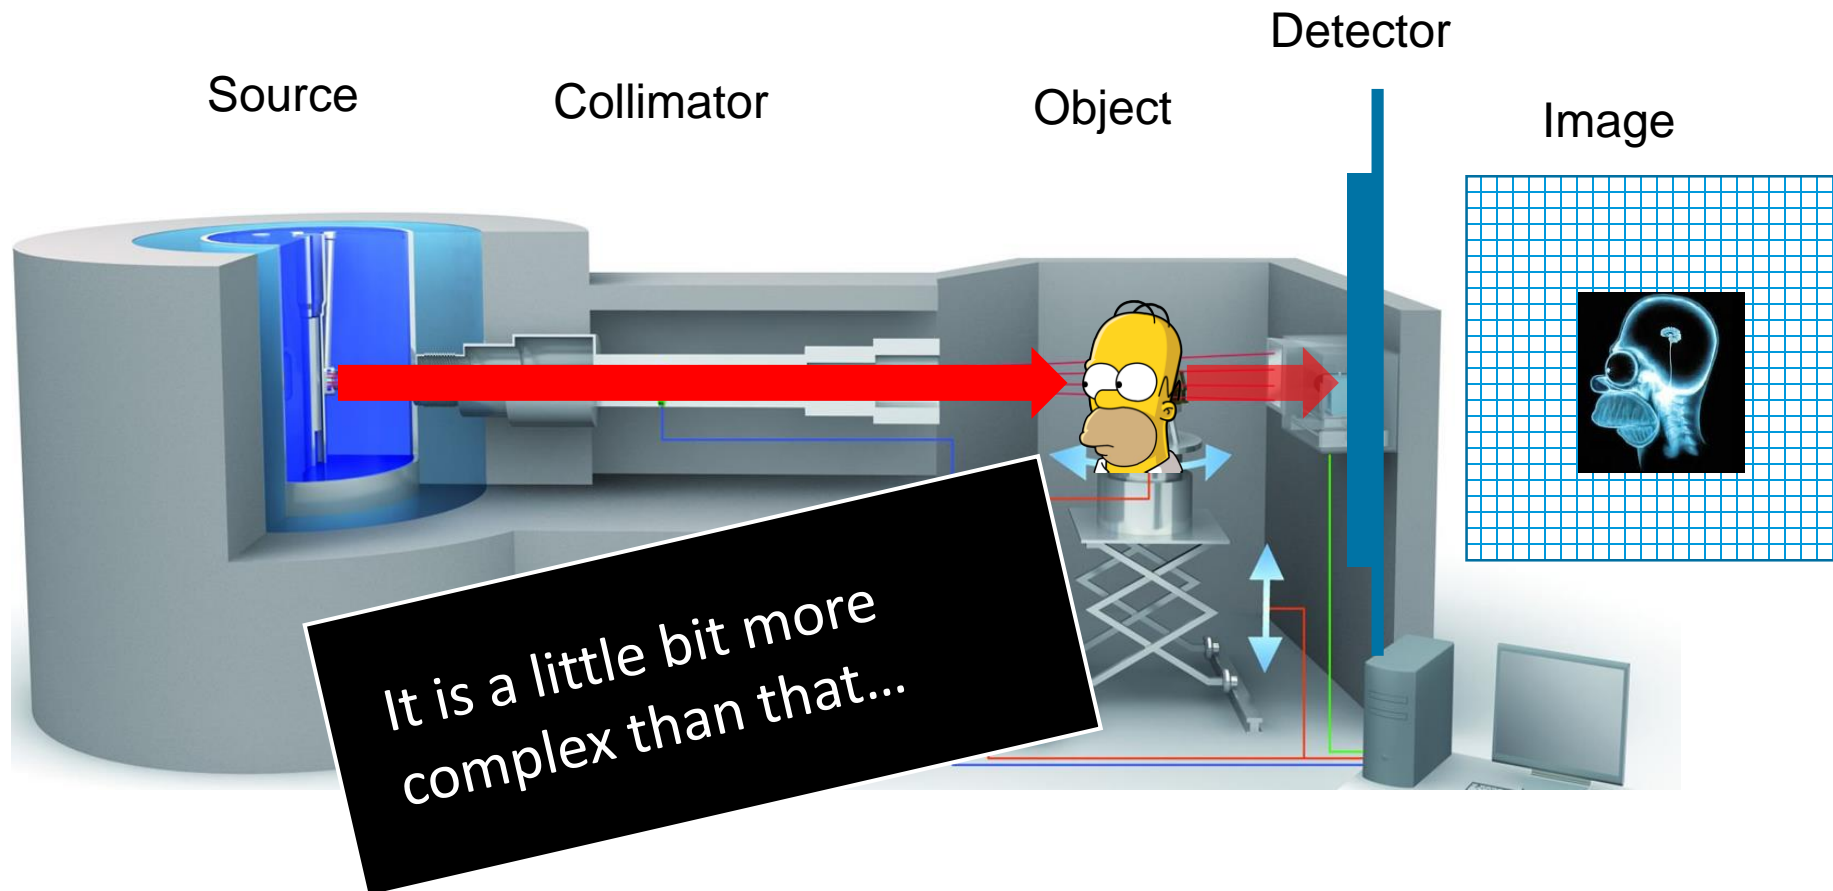 Detector
Source
Collimator
Object
Image
It is a little bit more
complex than that...